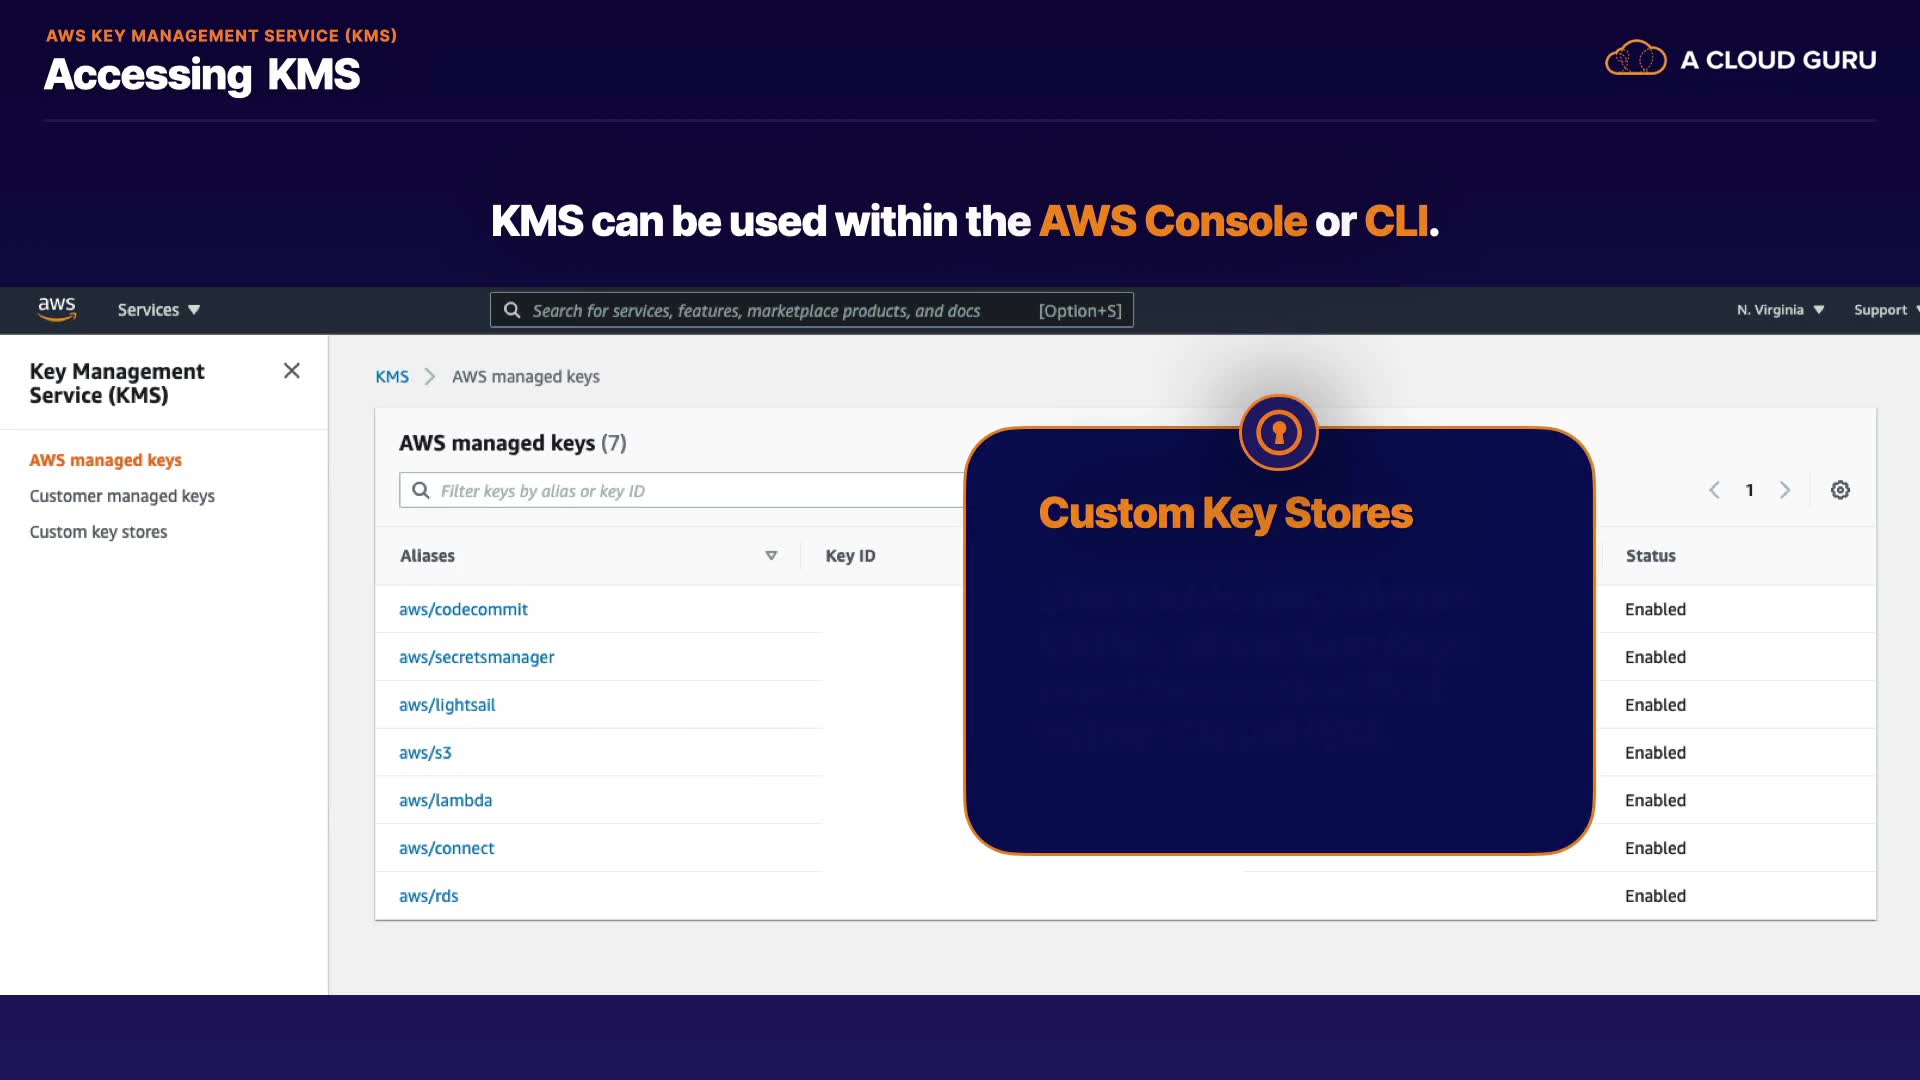 AWS KEY MANAGEMENT SERVICE (KMS)
Accessing KMS
A CLOUD GURU
KMS can be used within the AWS Console or CLI.
aws
Services
Search for services, features, marketplace products, and docs
[Option+S]
N. Virginia
Support
Key Management
Service (KMS)
AWS managed keys
Customer managed keys
Custom key stores
KMS
AWS managed keys
AWS managed keys (7)
Filter keys by alias or key ID
1
Custom Key Stores
Aliases
Key ID
Status
aws/codecommit
Enabled
aws/secretsmanager
Enabled
aws/lightsail
Enabled
aws/s3
Enabled
aws/lambda
Enabled
aws/connect
Enabled
aws/rds
Enabled